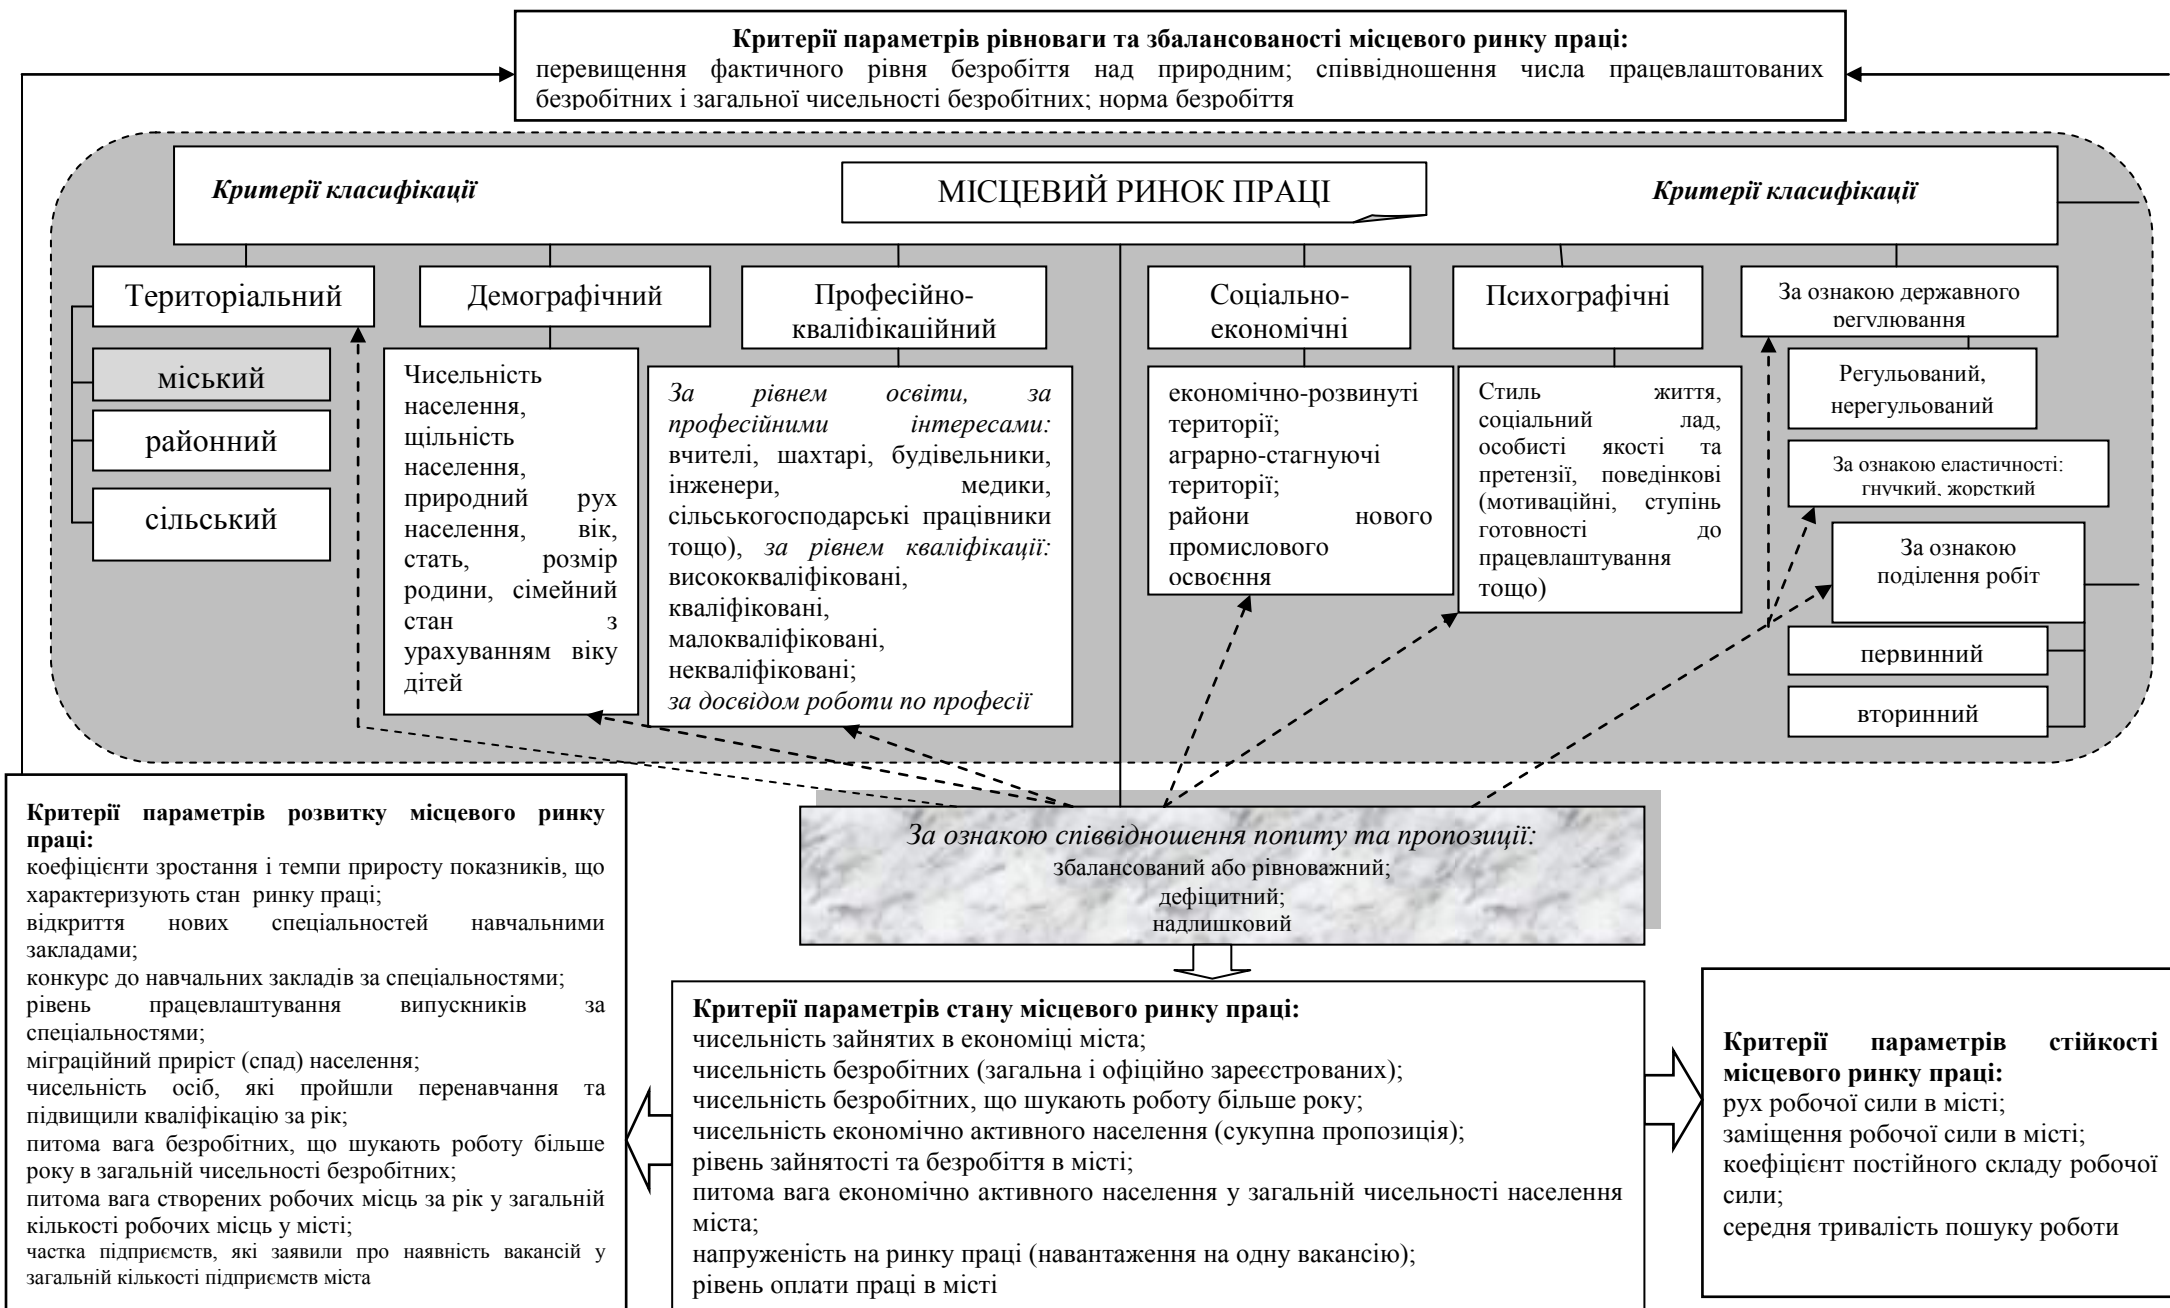 Критерії параметрів рівноваги та збалансованості місцевого ринку праці:
перевищення фактичного рівня безробіття над природним; співвідношення числа працевлаштованих
безробітних і загальної чисельності безробітних; норма безробіття
Критерії класифікації
МІСЦЕВИЙ РИНОК ПРАЦІ
Критерії класифікації
Територіальний
міський
районний
сільський
Демографічний
Чисельність
населення,
щільність
населення,
природний рух
населення, вік,
стать, розмір
родини, сімейний
стан з
урахуванням віку
дітей
Професійно-
кваліфікаційний
За рівнем освіти, за
професійними інтересами:
вчителі, шахтарі, будівельники,
інженери, медики,
сільськогосподарські працівники
тощо), за рівнем кваліфікації:
висококваліфіковані,
кваліфіковані,
малокваліфіковані,
некваліфіковані;
за досвідом роботи по професії
Соціально-
економічні
економічно-розвинуті
території;
аграрно-стагнуючі
території;
райони нового
промислового
освоєння
Психографічні
Стиль життя,
соціальний лад,
особисті якості та
претензії, поведінкові
(мотиваційні, ступінь
готовності до
працевлаштування
тощо)
За ознакою державного
регулювання
Регульований,
нерегульований
За ознакою еластичності:
гнучкий, жорсткий
За ознакою
поділення робіт
первинний
вторинний
За ознакою співвідношення попиту та пропозиції:
збалансований або рівноважний;
дефіцитний;
надлишковий
Критерії параметрів розвитку місцевого ринку
праці:
коефіцієнти зростання і темпи приросту показників, що
характеризують стан ринку праці;
відкриття нових спеціальностей навчальними
закладами;
конкурс до навчальних закладів за спеціальностями;
рівень працевлаштування випускників за
спеціальностями;
міграційний приріст (спад) населення;
чисельність осіб, які пройшли перенавчання та
підвищили кваліфікацію за рік;
питома вага безробітних, що шукають роботу більше
року в загальній чисельності безробітних;
питома вага створених робочих місць за рік у загальній
кількості робочих місць у місті;
частка підприємств, які заявили про наявність вакансій у
загальній кількості підприємств міста
Критерії параметрів стану місцевого ринку праці:
чисельність зайнятих в економіці міста;
чисельність безробітних (загальна і офіційно зареєстрованих);
чисельність безробітних, що шукають роботу більше року;
чисельність економічно активного населення (сукупна пропозиція);
рівень зайнятості та безробіття в місті;
питома вага економічно активного населення у загальній чисельності населення
міста;
напруженість на ринку праці (навантаження на одну вакансію);
рівень оплати праці в місті
Критерії параметрів стійкості
місцевого ринку праці:
рух робочої сили в місті;
заміщення робочої сили в місті;
коефіцієнт постійного складу робочої
сили;
середня тривалість пошуку роботи